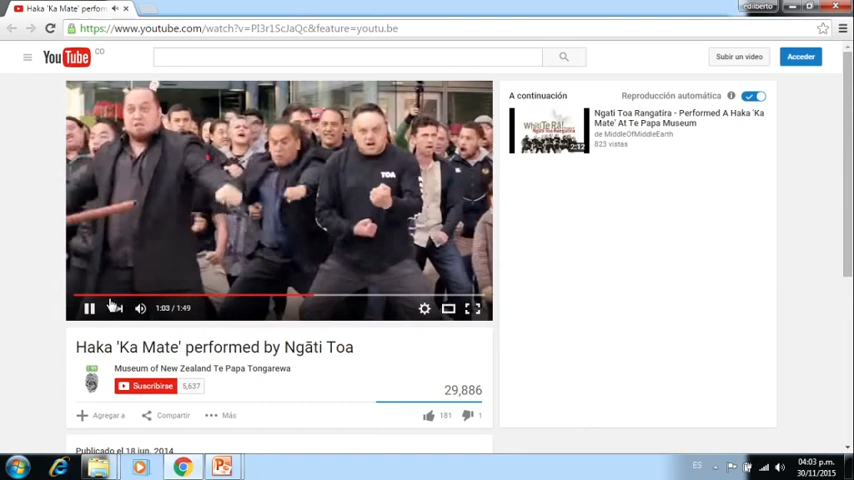 Haka 'Ka Mate' performed
edilberto
https://www.youtube.com/watch?v=PI3r1ScJaQc&feature=youtu.be
YouTube CO
Subir un video
Acceder
TOA
1:03 / 1:49
A continuación
Reproducción automática
Ngati Toa Rangatira - Performed A Haka 'Ka
Mate' At Te Papa Museum
de MiddleOfMiddleEarth
823 vistas
2:12
Haka 'Ka Mate' performed by Ngāti Toa
Museum of New Zealand Te Papa Tongarewa
Suscribirse 5,637
29,886
Agregar a
Compartir
Más
181
1
Publicado el 18 jun. 2014
ES
04:03 p.m.
30/11/2015